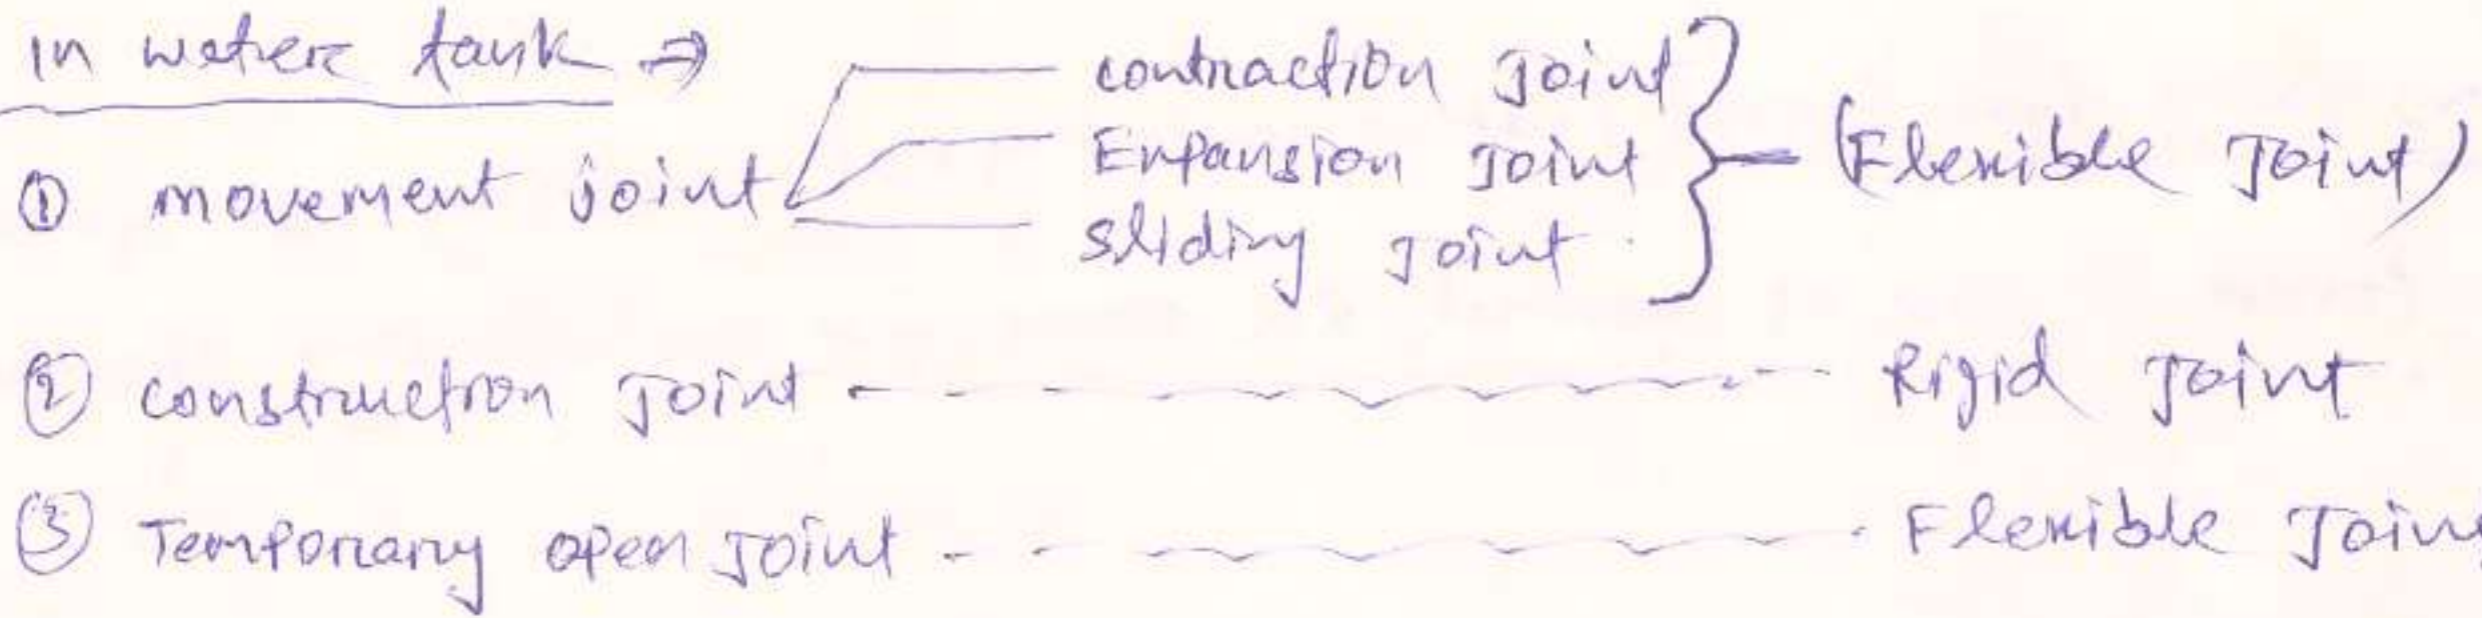 In water tank ⇒
① movement joint
contraction Joint
Expansion Joint
Sliding Joint
(Flexible Joint)
② construction Joint - - - - - - - Rigid Joint
③ Temporary open Joint - - - - - - - Flexible Joint